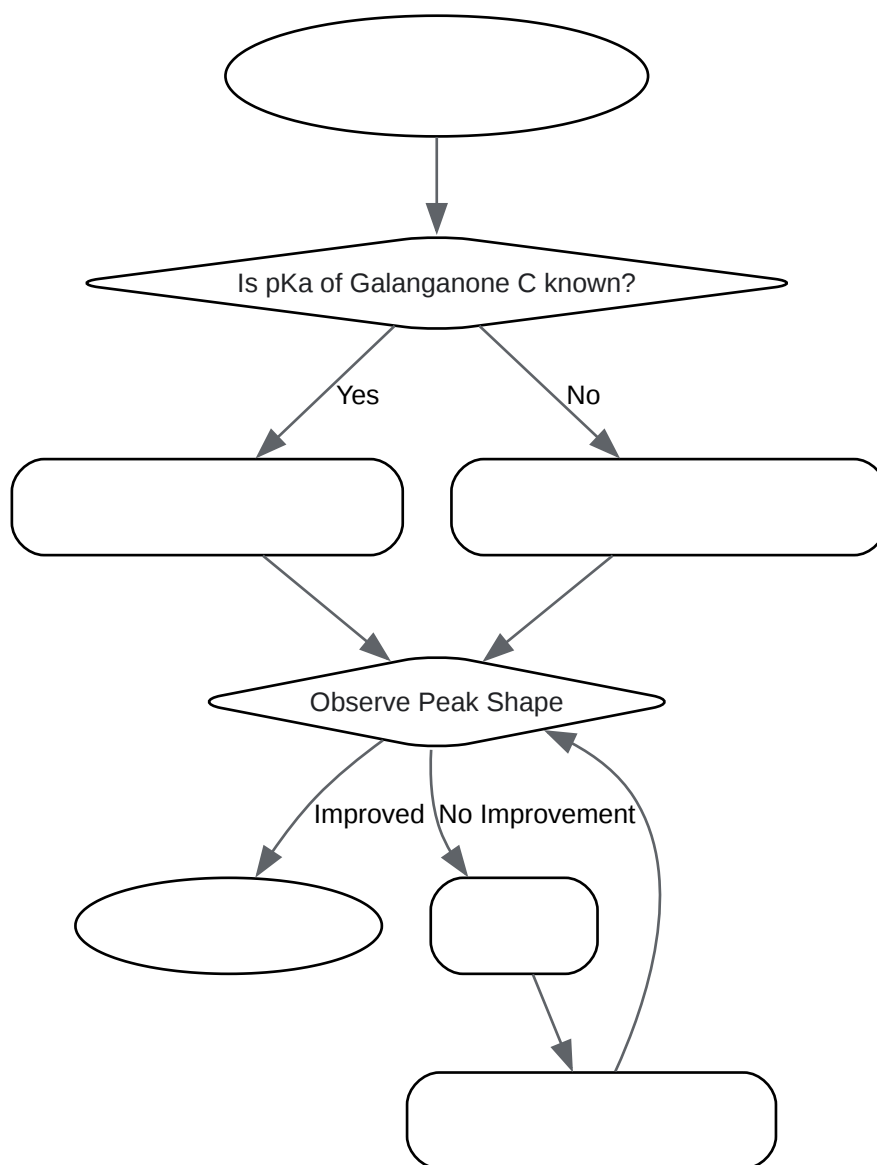 Is pKa of Galanganone C known?
Yes
No
Observe Peak Shape
Improved
No Improvement